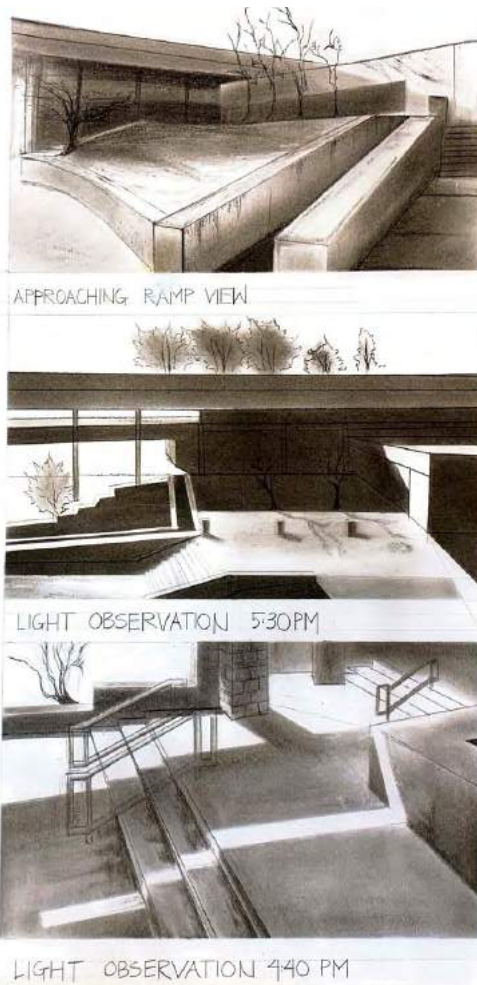 APPROACHING RAMP VIEW
LIGHT OBSERVATION 5:30PM
LIGHT OBSERVATION 4:40 PM